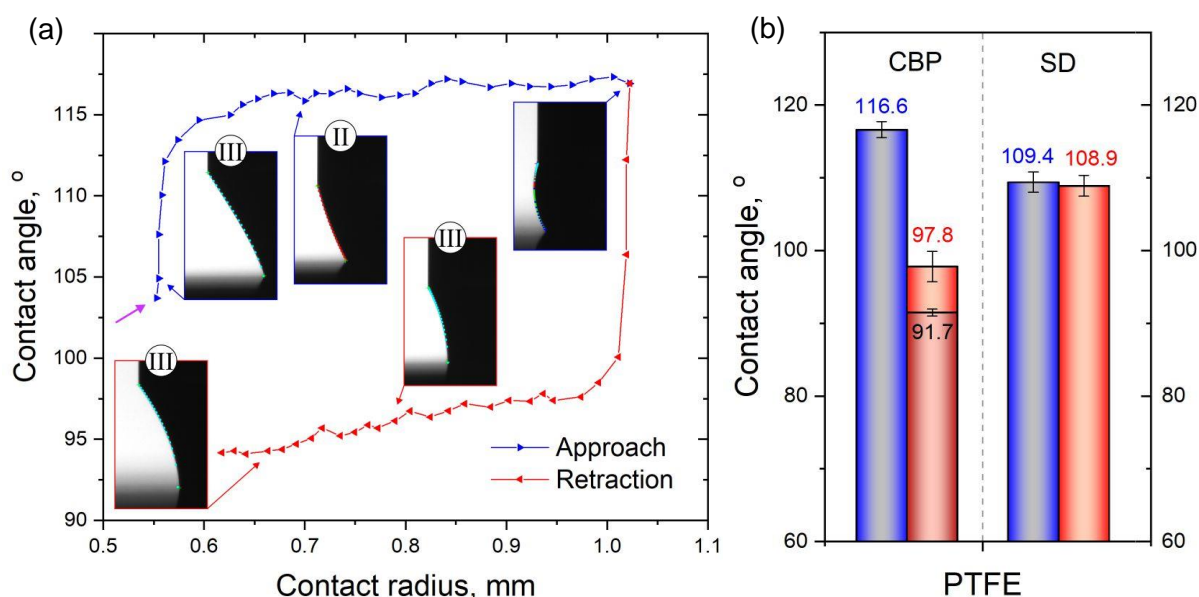 (a)
(b)
Contact angle, °
115
110
105
100
95
90
0.5
0.6
0.7
0.8
0.9
1.0
1.1
Contact radius, mm
III
II
III
III
Approach
Retraction
CBP
SD
116.6
97.8
91.7
109.4
108.9
Contact angle, °
120
100
80
60
120
100
80
60
PTFE